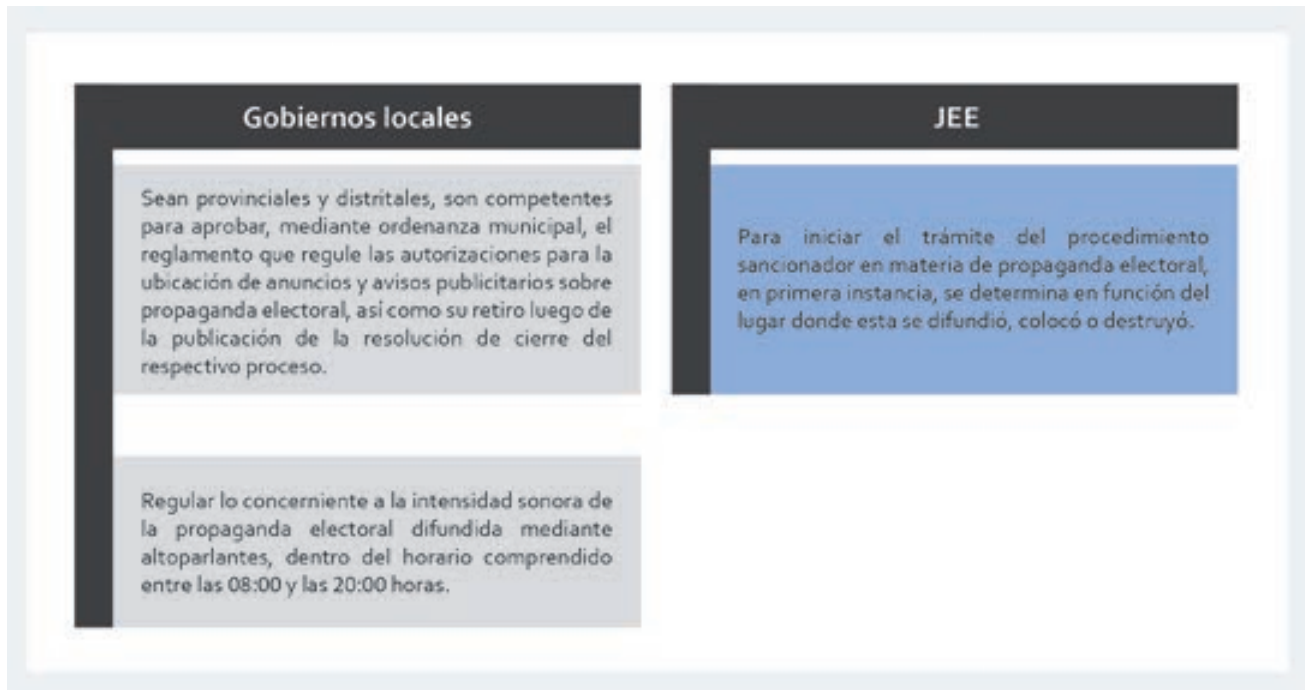 Gobiernos locales
Sean provinciales y distritales, son competentes
para aprobar, mediante ordenanza municipal, el
reglamento que regule las autorizaciones para la
ubicación de anuncios y avisos publicitarios sobre
propaganda electoral, así como su retiro luego de
la publicación de la resolución de cierre del
respectivo proceso.
Regular lo concerniente a la intensidad sonora de
la propaganda electoral difundida mediante
altoparlantes, dentro del horario comprendido
entre las 08:00 y las 20:00 horas.
JEE
Para iniciar el trámite del procedimiento
sancionador en materia de propaganda electoral,
en primera instancia, se determina en función del
lugar donde esta se difundió, colocó o destruyó.